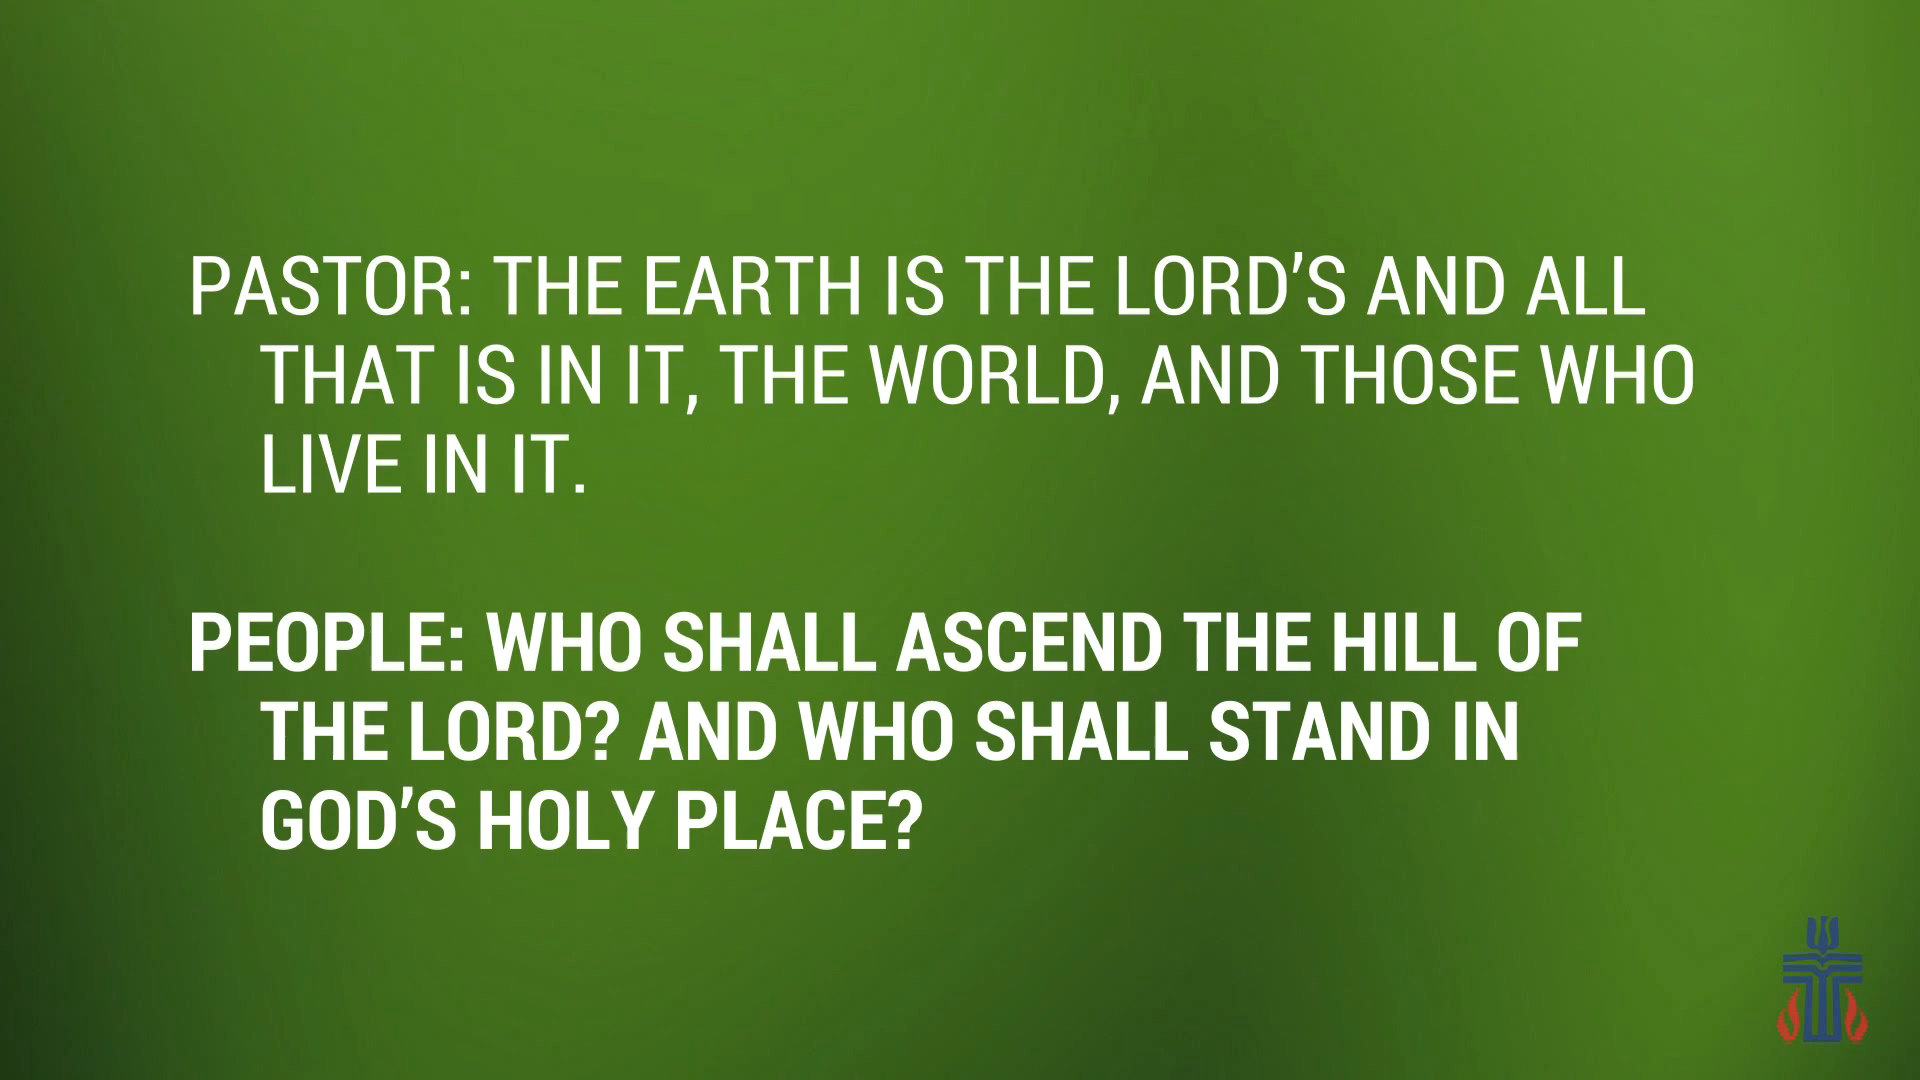 PASTOR: THE EARTH IS THE LORD’S AND ALL
THAT IS IN IT, THE WORLD, AND THOSE WHO
LIVE IN IT.
PEOPLE: WHO SHALL ASCEND THE HILL OF
THE LORD? AND WHO SHALL STAND IN
GOD’S HOLY PLACE?